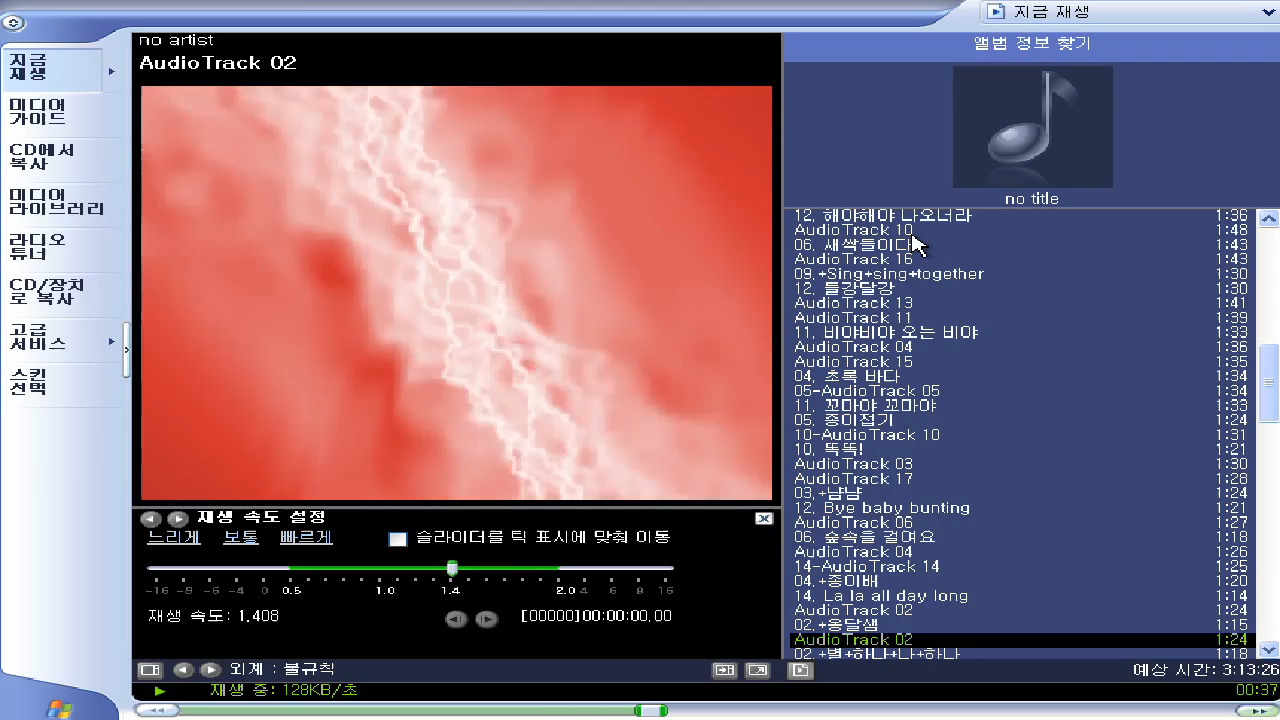 지금 재생
no artist
AudioTrack 02
앨범 정보 찾기
no title
지금
재생
미디어
가이드
CD에서
복사
미디어
라이브러리
라디오
튜너
CD/장치
로 복사
고급
서비스
스킨
선택
12. 해야해야 나오너라 1:36
AudioTrack 10 1:48
06. 새싹들이다 1:43
AudioTrack 16 1:43
09.+Sing+sing+together 1:30
12. 들강달강 1:30
AudioTrack 13 1:41
AudioTrack 11 1:39
11. 비야비야 오는 비야 1:33
AudioTrack 04 1:36
AudioTrack 15 1:35
04. 초록 바다 1:34
05-AudioTrack 05 1:34
11. 꼬마야 꼬마야 1:33
05. 종이접기 1:24
10-AudioTrack 10 1:31
10. 똑똑! 1:21
AudioTrack 03 1:30
AudioTrack 17 1:28
03.+냠냠 1:24
12. Bye baby bunting 1:21
AudioTrack 06 1:27
06. 숲속을 걸어요 1:18
AudioTrack 04 1:26
14-AudioTrack 14 1:25
04.+종이배 1:20
14. La la all day long 1:14
AudioTrack 02 1:24
02.+옹달샘 1:15
AudioTrack 02 1:24
02.+별+하나+나+하나 1:18
재생 속도 설정
느리게 보통 빠르게 슬라이더를 틱 표시에 맞춰 이동
-16 -9 -6 -4 0 0.5 1.0 1.4 2.0 4 6 8 16
재생 속도: 1.408 [00000]00:00:00.00
외계 : 불규칙
예상 시간: 3:13:26
재생 중: 128KB/초 00:37